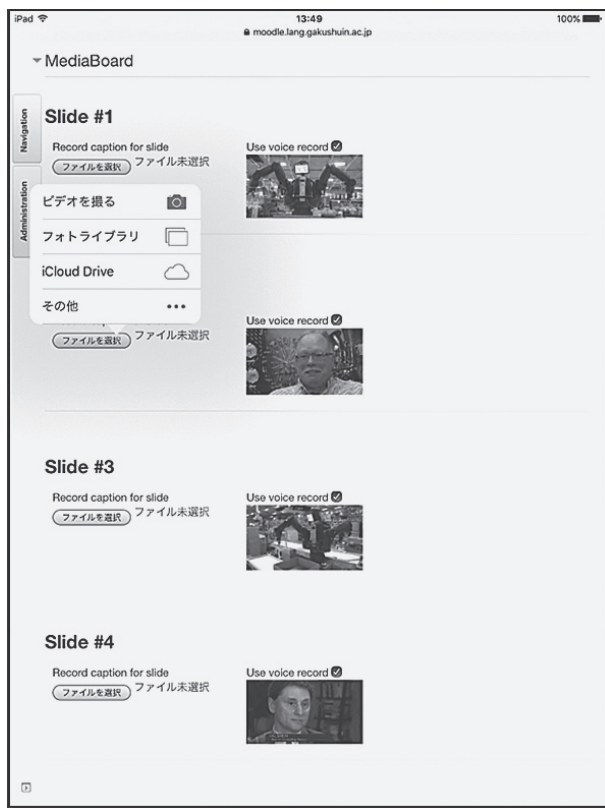 iPad 13:49 100%
moodle.lang.gakushuin.ac.jp
MediaBoard
Navigation
Administration
Slide #1
Record caption for slide Use voice record
ファイルを選択 ファイル未選択
ビデオを撮る
フォトライブラリ
iCloud Drive
その他
Use voice record
ファイルを選択 ファイル未選択
Slide #3
Record caption for slide Use voice record
ファイルを選択 ファイル未選択
Slide #4
Record caption for slide Use voice record
ファイルを選択 ファイル未選択